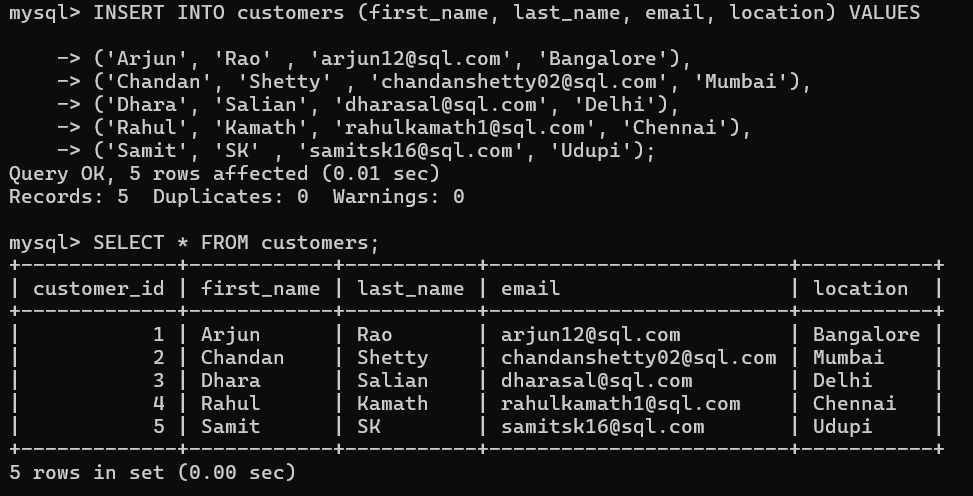 mysql> INSERT INTO customers (first_name, last_name, email, location) VALUES
    -> ('Arjun', 'Rao' , 'arjun12@sql.com', 'Bangalore'),
    -> ('Chandan', 'Shetty' , 'chandanshetty02@sql.com', 'Mumbai'),
    -> ('Dhara', 'Salian', 'dharasal@sql.com', 'Delhi'),
    -> ('Rahul', 'Kamath', 'rahulkamath1@sql.com', 'Chennai'),
    -> ('Samit', 'SK' , 'samitsk16@sql.com', 'Udupi');
Query OK, 5 rows affected (0.01 sec)
Records: 5  Duplicates: 0  Warnings: 0
mysql> SELECT * FROM customers;
+-------------+------------+-----------+-------------------------+-----------+
| customer_id | first_name | last_name | email                   | location  |
+-------------+------------+-----------+-------------------------+-----------+
|           1 | Arjun      | Rao       | arjun12@sql.com         | Bangalore |
|           2 | Chandan    | Shetty    | chandanshetty02@sql.com | Mumbai    |
|           3 | Dhara      | Salian    | dharasal@sql.com        | Delhi     |
|           4 | Rahul      | Kamath    | rahulkamath1@sql.com    | Chennai   |
|           5 | Samit      | SK        | samitsk16@sql.com       | Udupi     |
+-------------+------------+-----------+-------------------------+-----------+
5 rows in set (0.00 sec)